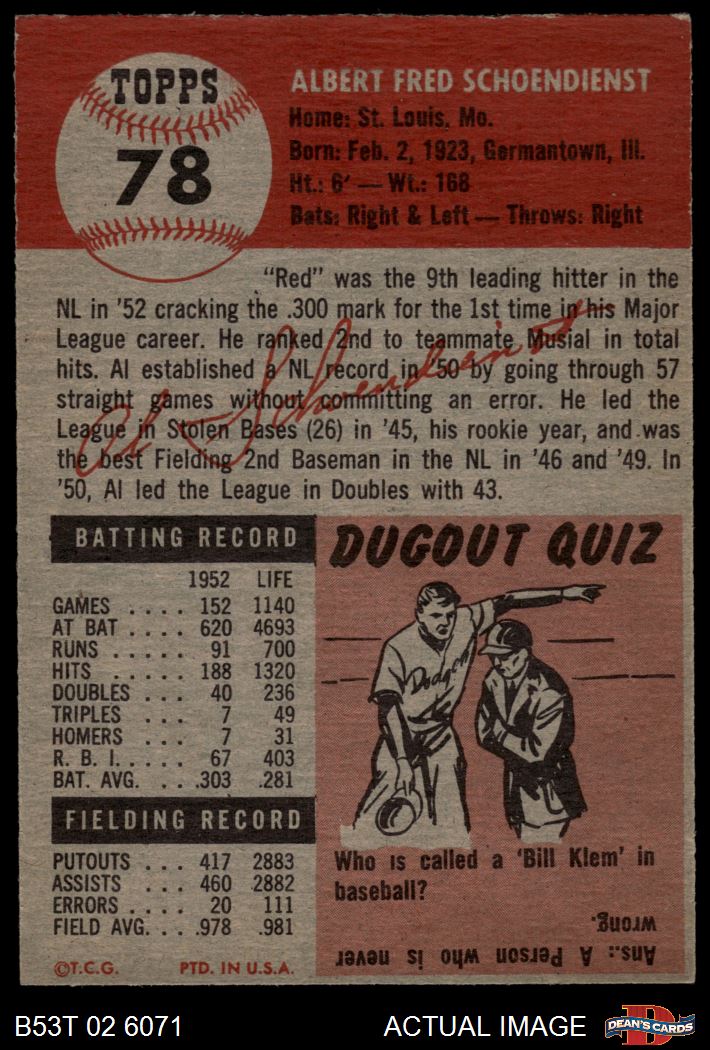 TOPPS
78
ALBERT FRED SCHOENDIENST
Home: St. Louis, Mo.
Born: Feb. 2, 1923, Germantown, Ill.
Ht.: 6' — Wt.: 168
Bats: Right & Left — Throws: Right
"Red" was the 9th leading hitter in the
NL in '52 cracking the .300 mark for the 1st time in his Major
League career. He ranked 2nd to teammate Musial in total
hits. Al established a NL record in '50 by going through 57
straight games without committing an error. He led the
League in Stolen Bases (26) in '45, his rookie year, and was
the best Fielding 2nd Baseman in the NL in '46 and '49. In
'50, Al led the League in Doubles with 43.
Al Schoendienst
BATTING RECORD
1952 LIFE
GAMES .... 152 1140
AT BAT .... 620 4693
RUNS ..... 91 700
HITS ..... 188 1320
DOUBLES ... 40 236
TRIPLES ... 7 49
HOMERS ... 7 31
R. B. I. .... 67 403
BAT. AVG. .. .303 .281
FIELDING RECORD
PUTOUTS ... 417 2883
ASSISTS ... 460 2882
ERRORS .... 20 111
FIELD AVG. .. .978 .981
©T.C.G. PTD. IN U.S.A.
DUGOUT QUIZ
Dodgers
Who is called a 'Bill Klem' in
baseball?
Ans.: A Person who is never
wrong.
B53T 02 6071 ACTUAL IMAGE
D
DEAN'S CARDS